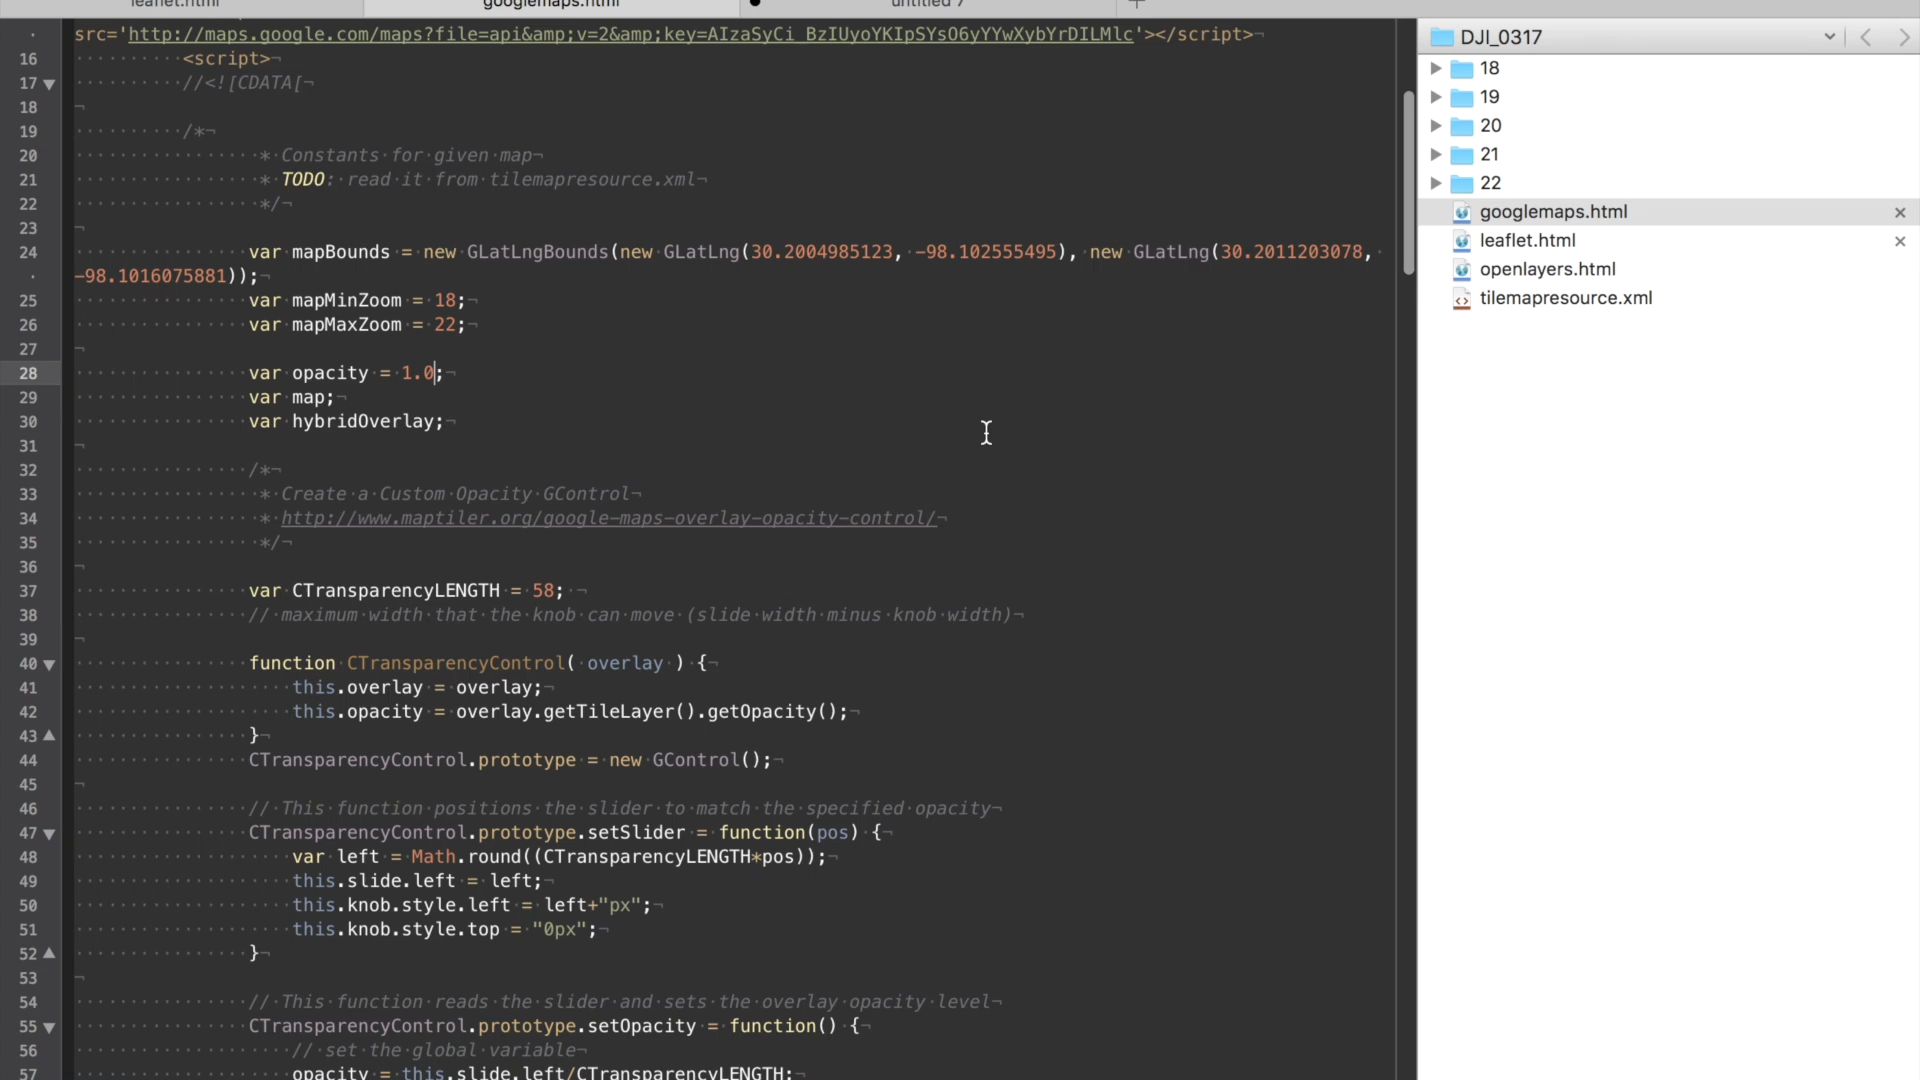 leaflet.html
googlemaps.html
untitled 7
src='http://maps.google.com/maps?file=api&amp;v=2&amp;key=AIzaSyCi_BzIUyoYKIpSYsO6yYYwXybYrDILMlc'></script>
16 <script>
17 //<![CDATA[
18
19 /*
20 * Constants for given map
21 * TODO: read it from tilemapresource.xml
22 */
23
24 var mapBounds = new GLatLngBounds(new GLatLng(30.2004985123, -98.102555495), new GLatLng(30.2011203078,
-98.1016075881));
25 var mapMinZoom = 18;
26 var mapMaxZoom = 22;
27
28 var opacity = 1.0;
29 var map;
30 var hybridOverlay;
31
32 /*
33 * Create a Custom Opacity GControl
34 * http://www.maptiler.org/google-maps-overlay-opacity-control/
35 */
36
37 var CTransparencyLENGTH = 58;
38 // maximum width that the knob can move (slide width minus knob width)
39
40 function CTransparencyControl( overlay ) {
41 this.overlay = overlay;
42 this.opacity = overlay.getTileLayer().getOpacity();
43 }
44 CTransparencyControl.prototype = new GControl();
45
46 // This function positions the slider to match the specified opacity
47 CTransparencyControl.prototype.setSlider = function(pos) {
48 var left = Math.round((CTransparencyLENGTH*pos));
49 this.slide.left = left;
50 this.knob.style.left = left+"px";
51 this.knob.style.top = "0px";
52 }
53
54 // This function reads the slider and sets the overlay opacity level
55 CTransparencyControl.prototype.setOpacity = function() {
56 // set the global variable
57 opacity = this.slide.left/CTransparencyLENGTH;
DJI_0317
18
19
20
21
22
googlemaps.html
leaflet.html
openlayers.html
tilemapresource.xml